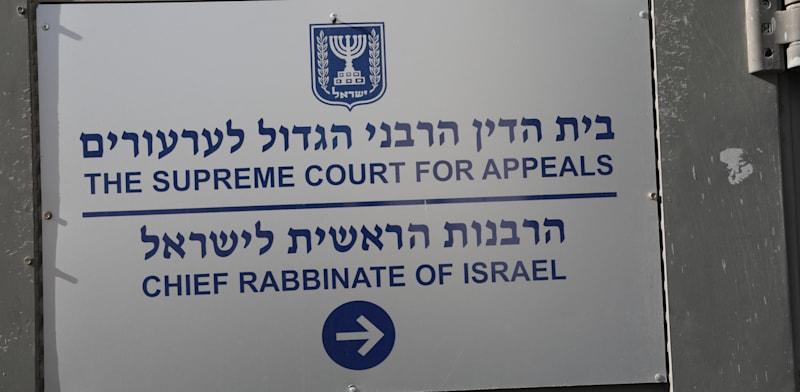 ישראל
בית הדין הרבני הגדול לערעורים
THE SUPREME COURT FOR APPEALS
הרבנות הראשית לישראל
CHIEF RABBINATE OF ISRAEL